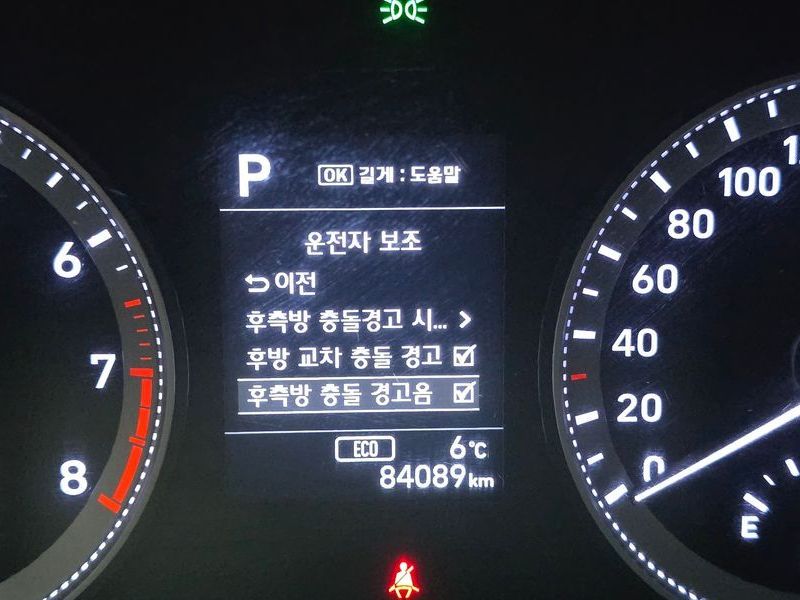 P
OK 길게 : 도움말
운전자 보조
이전
후측방 충돌경고 시...
후방 교차 충돌 경고
후측방 충돌 경고음
ECO
6°C
84089km
6
7
8
100
80
60
40
20
0
E